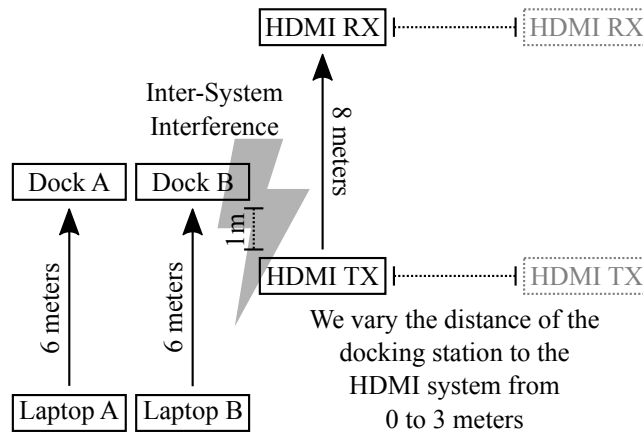 HDMI RX
HDMI RX
Inter-System
Interference
8 meters
Dock A
Dock B
1m
HDMI TX
HDMI TX
6 meters
6 meters
We vary the distance of the
docking station to the
HDMI system from
0 to 3 meters
Laptop A
Laptop B